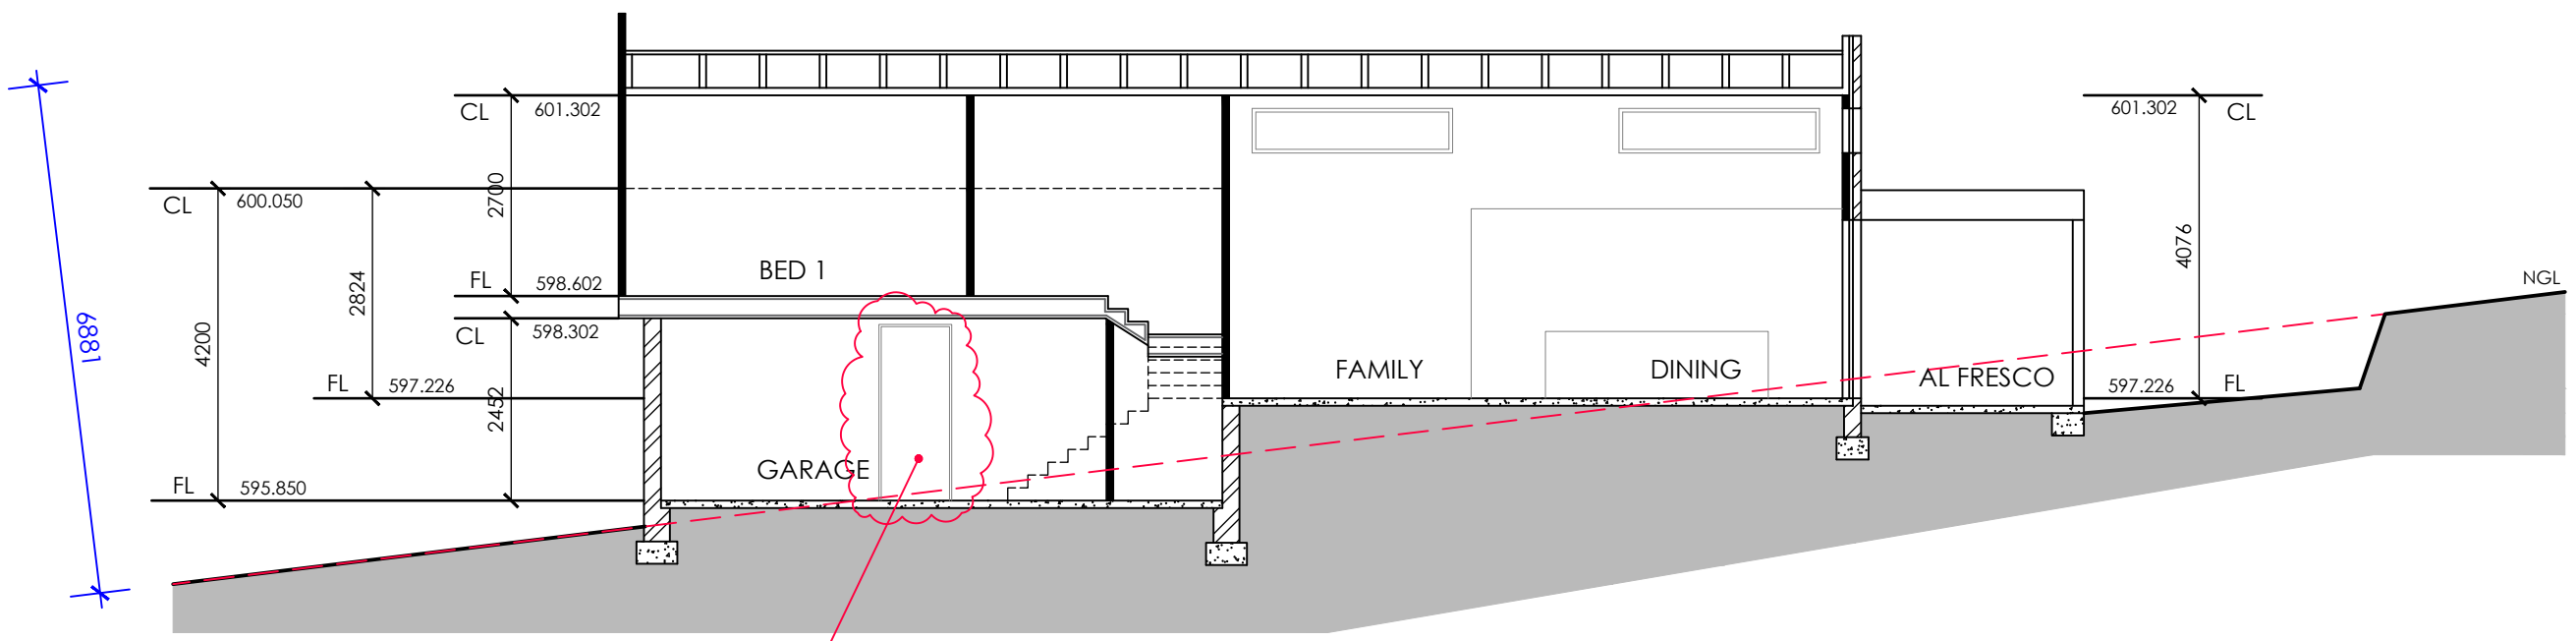 CL 601.302
601.302 CL
CL 600.050
2700
4076
BED 1
NGL
FL 598.602
2824
CL 598.302
6881
4200
FAMILY
DINING
AL FRESCO
FL 597.226
597.226 FL
2452
GARAGE
FL 595.850